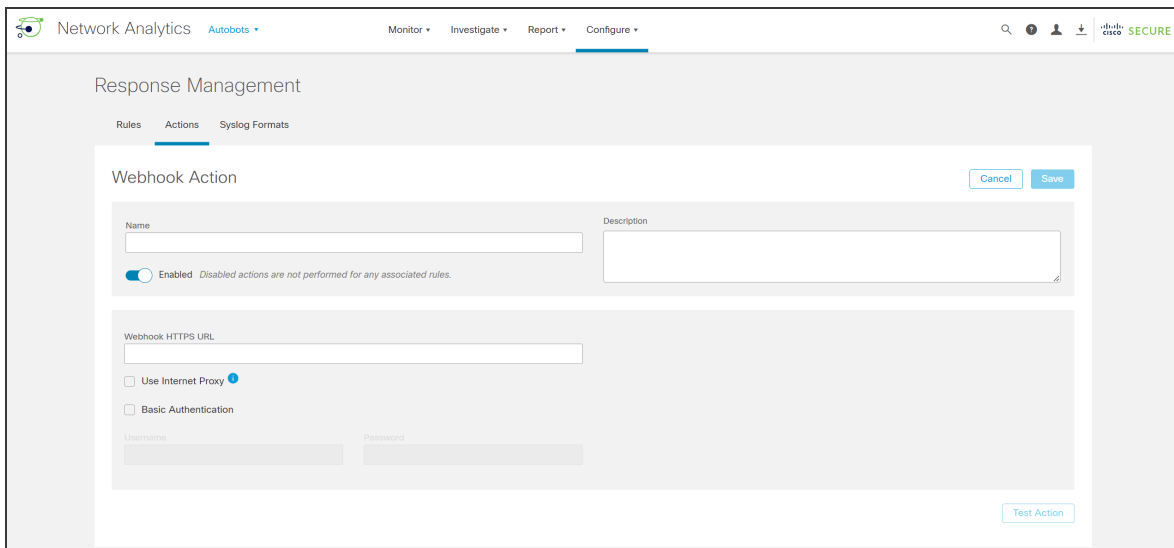 Network Analytics Autobots Monitor Investigate Report Configure cisco SECURE
Response Management
Rules Actions Syslog Formats
Webhook Action Cancel Save
Name Description
Enabled Disabled actions are not performed for any associated rules.
Webhook HTTPS URL
Use Internet Proxy i
Basic Authentication
Username Password
Test Action